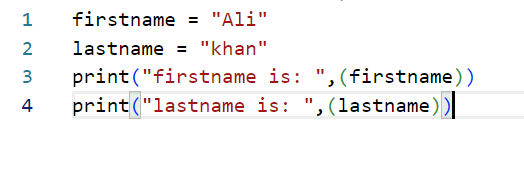 1 firstname = "Ali"
2 lastname = "khan"
3 print("firstname is: ",(firstname))
4 print("lastname is: ",(lastname))